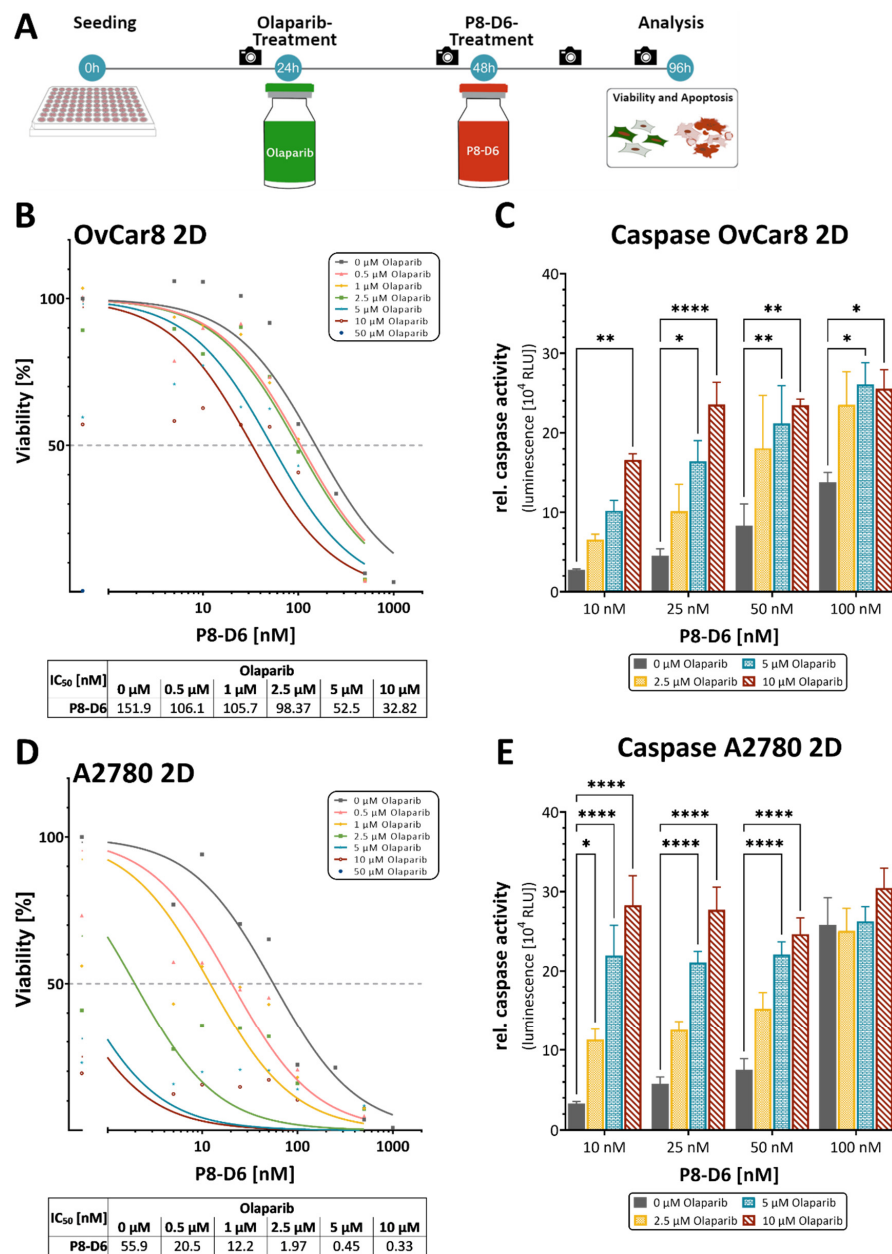 A
Seeding
Olaparib-
Treatment
P8-D6-
Treatment
Analysis
0h
24h
48h
96h
Olaparib
P8-D6
Viability and Apoptosis
B
OvCar8 2D
Viability [%]
100
50
0 µM Olaparib
0.5 µM Olaparib
1 µM Olaparib
2.5 µM Olaparib
5 µM Olaparib
10 µM Olaparib
50 µM Olaparib
10 100 1000
P8-D6 [nM]
IC50 [nM] Olaparib
0 µM 0.5 µM 1 µM 2.5 µM 5 µM 10 µM
P8-D6 151.9 106.1 105.7 98.37 52.5 32.82
C
Caspase OvCar8 2D
rel. caspase activity
(luminescence [10⁴ RLU])
40
30
20
10
0
**
* ****
** **
* *
10 nM 25 nM 50 nM 100 nM
P8-D6 [nM]
0 µM Olaparib 5 µM Olaparib
2.5 µM Olaparib 10 µM Olaparib
D
A2780 2D
Viability [%]
100
50
0 µM Olaparib
0.5 µM Olaparib
1 µM Olaparib
2.5 µM Olaparib
5 µM Olaparib
10 µM Olaparib
50 µM Olaparib
10 100 1000
P8-D6 [nM]
IC50 [nM] Olaparib
0 µM 0.5 µM 1 µM 2.5 µM 5 µM 10 µM
P8-D6 55.9 20.5 12.2 1.97 0.45 0.33
E
Caspase A2780 2D
rel. caspase activity
(luminescence [10⁴ RLU])
40
30
20
10
0
****
****
*
****
****
****
****
10 nM 25 nM 50 nM 100 nM
P8-D6 [nM]
0 µM Olaparib 5 µM Olaparib
2.5 µM Olaparib 10 µM Olaparib